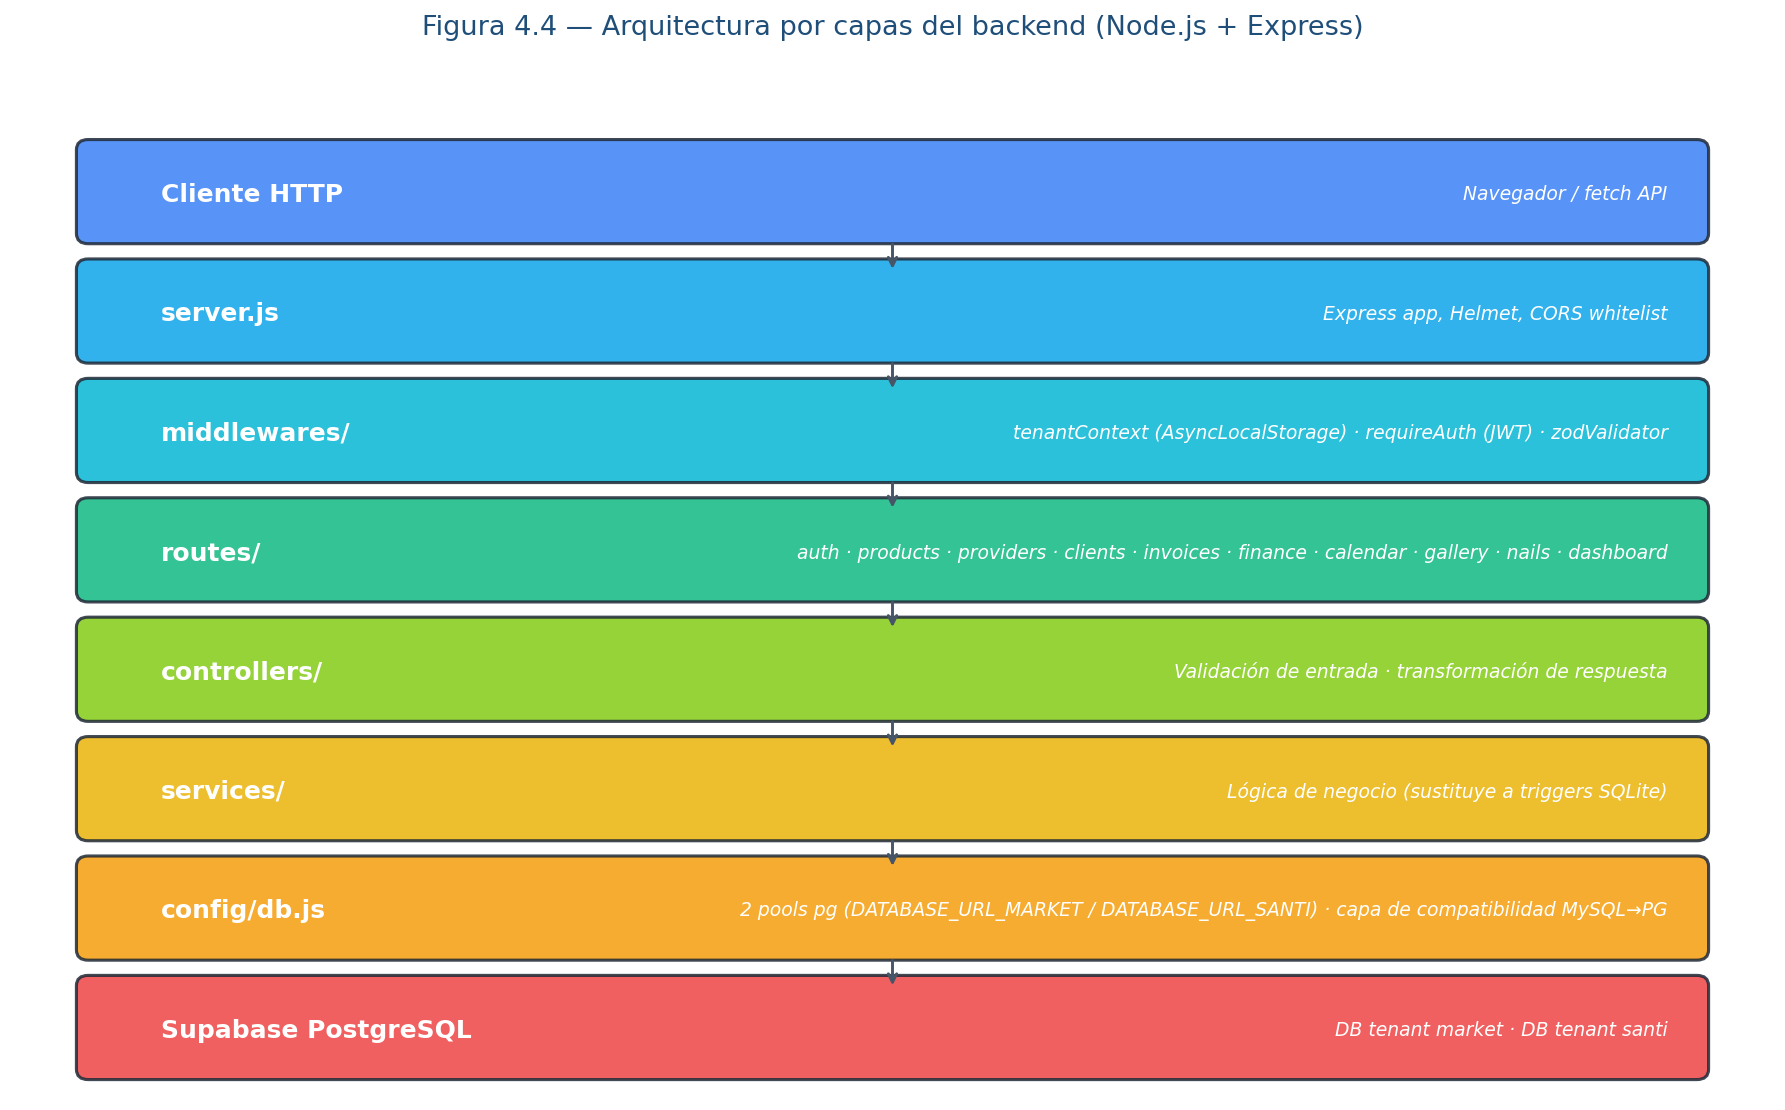 Figura 4.4 — Arquitectura por capas del backend (Node.js + Express)
Cliente HTTP
Navegador / fetch API
server.js
Express app, Helmet, CORS whitelist
middlewares/
tenantContext (AsyncLocalStorage) · requireAuth (JWT) · zodValidator
routes/
auth · products · providers · clients · invoices · finance · calendar · gallery · nails · dashboard
controllers/
Validación de entrada · transformación de respuesta
services/
Lógica de negocio (sustituye a triggers SQLite)
config/db.js
2 pools pg (DATABASE_URL_MARKET / DATABASE_URL_SANTI) · capa de compatibilidad MySQL→PG
Supabase PostgreSQL
DB tenant market · DB tenant santi